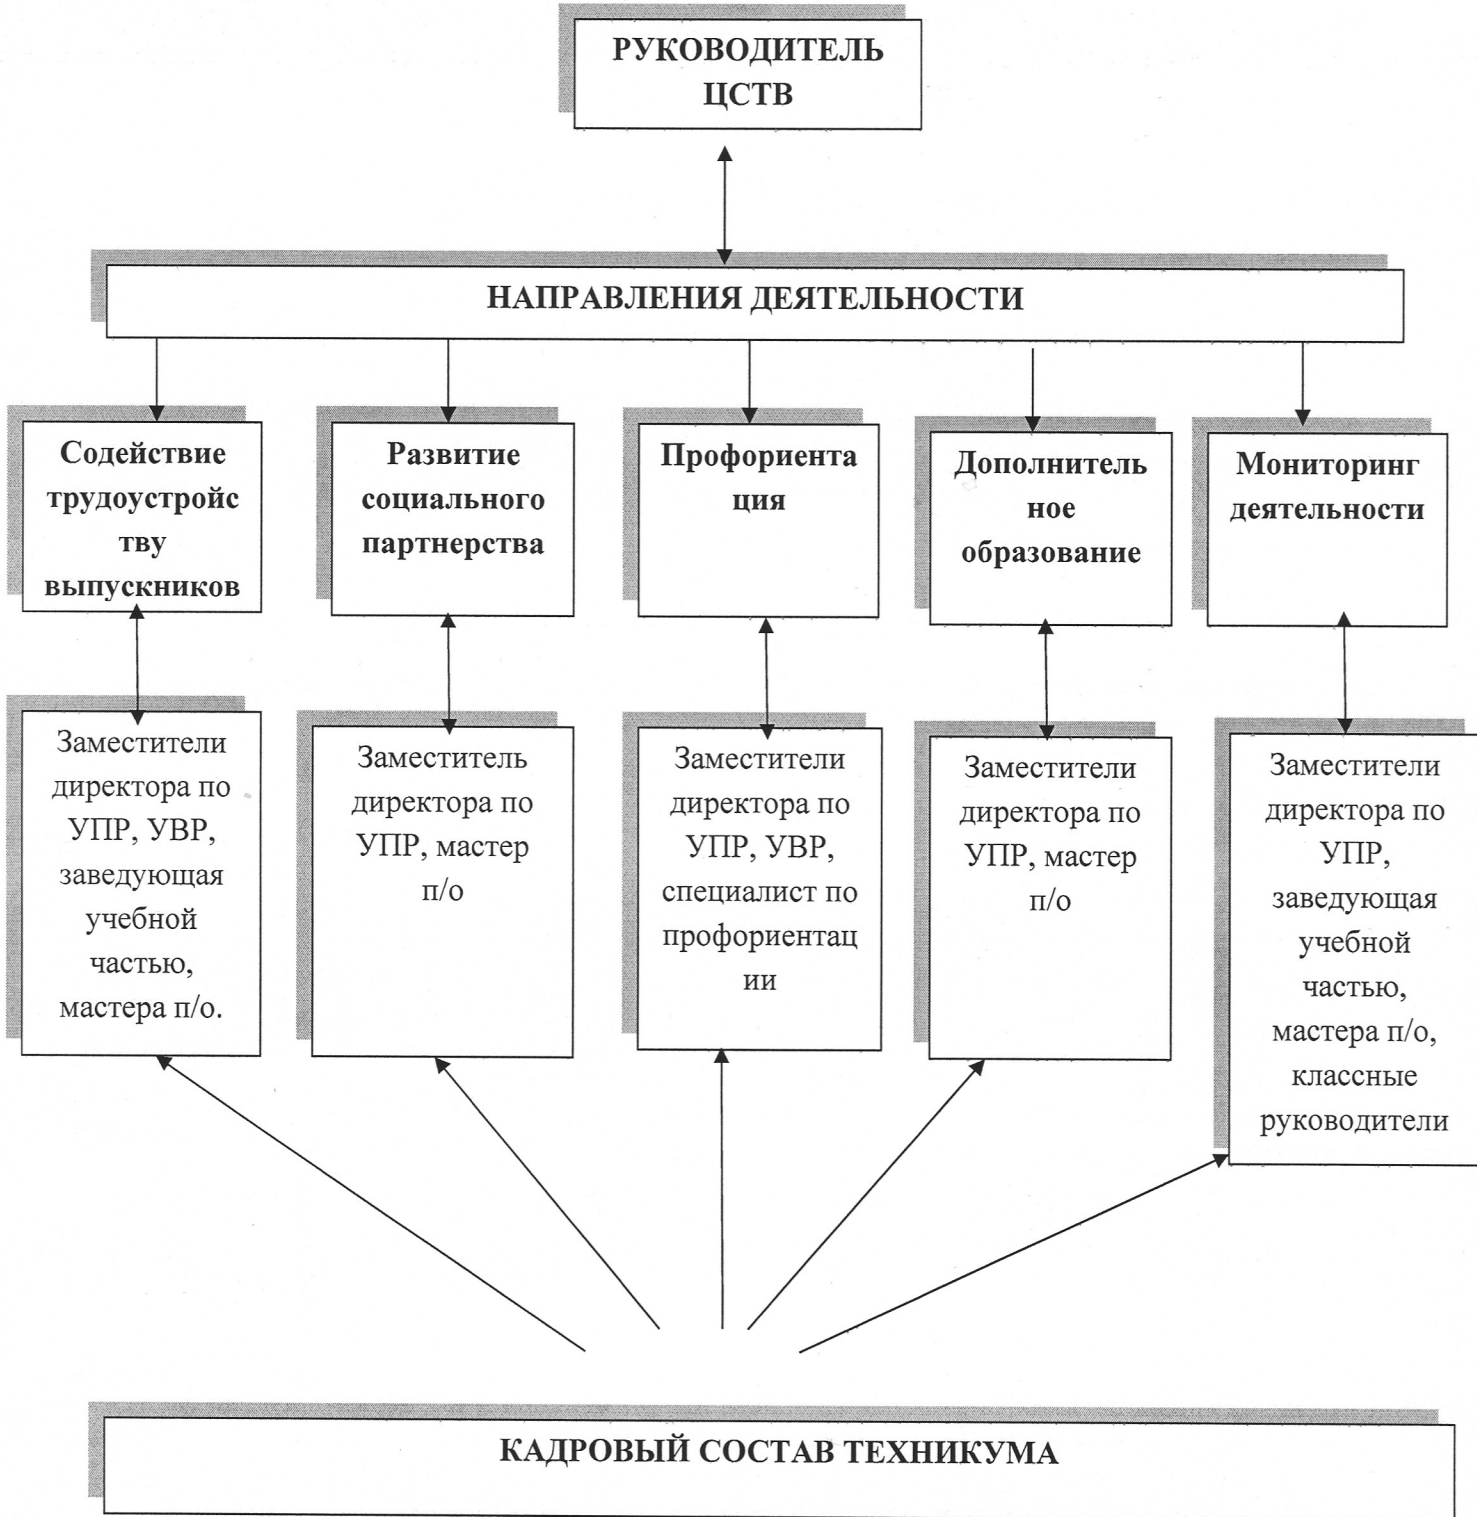 РУКОВОДИТЕЛЬ
ЦСТВ
НАПРАВЛЕНИЯ ДЕЯТЕЛЬНОСТИ
Содействие
трудоустройс
тву
выпускников
Развитие
социального
партнерства
Профориента
ция
Дополнитель
ное
образование
Мониторинг
деятельности
Заместители
директора по
УПР, УВР,
заведующая
учебной
частью,
мастера п/о.
Заместитель
директора по
УПР, мастер
п/о
Заместители
директора по
УПР, УВР,
специалист по
профориентац
ии
Заместители
директора по
УПР, мастер
п/о
Заместители
директора по
УПР,
заведующая
учебной
частью,
мастера п/о,
классные
руководители
КАДРОВЫЙ СОСТАВ ТЕХНИКУМА